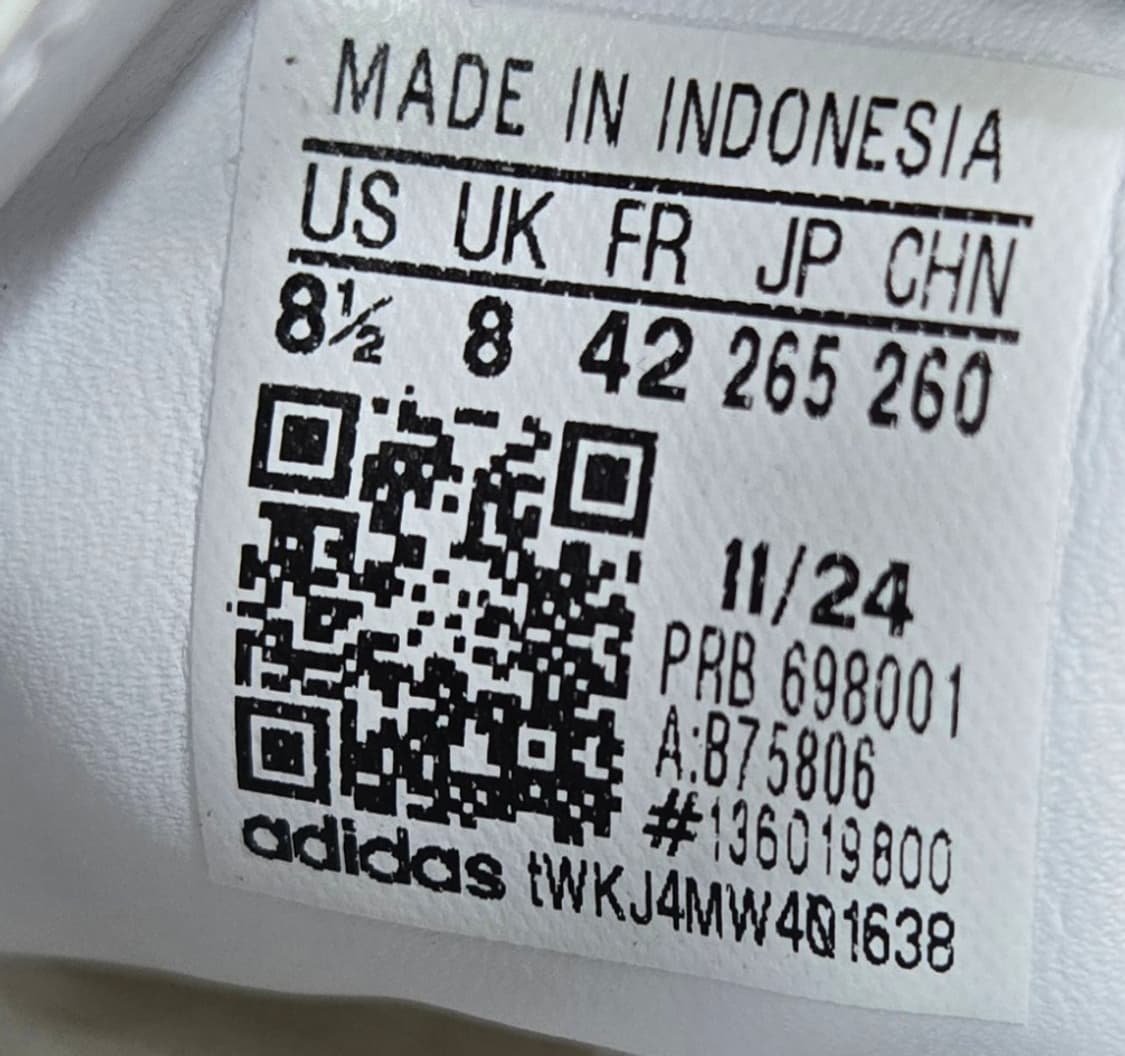 MADE IN INDONESIA
US UK FR JP CHN
8½ 8 42 265 260
11/24
PRB 698001
A:B75806
#136019800
adidas tWKJ4MW4Q1638